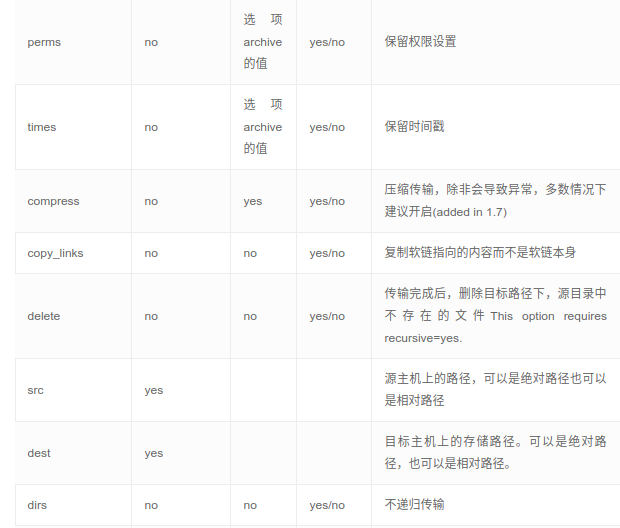 perms no 选项 archive 的值 yes/no 保留权限设置
times no 选项 archive 的值 yes/no 保留时间戳
compress no yes yes/no 压缩传输，除非会导致异常，多数情况下
建议开启(added in 1.7)
copy_links no no yes/no 复制软链指向的内容而不是软链本身
delete no no yes/no 传输完成后，删除目标路径下，源目录中
不存在的文件This option requires
recursive=yes.
src yes 源主机上的路径，可以是绝对路径也可以
是相对路径
dest yes 目标主机上的存储路径。可以是绝对路
径，也可以是相对路径。
dirs no no yes/no 不递归传输